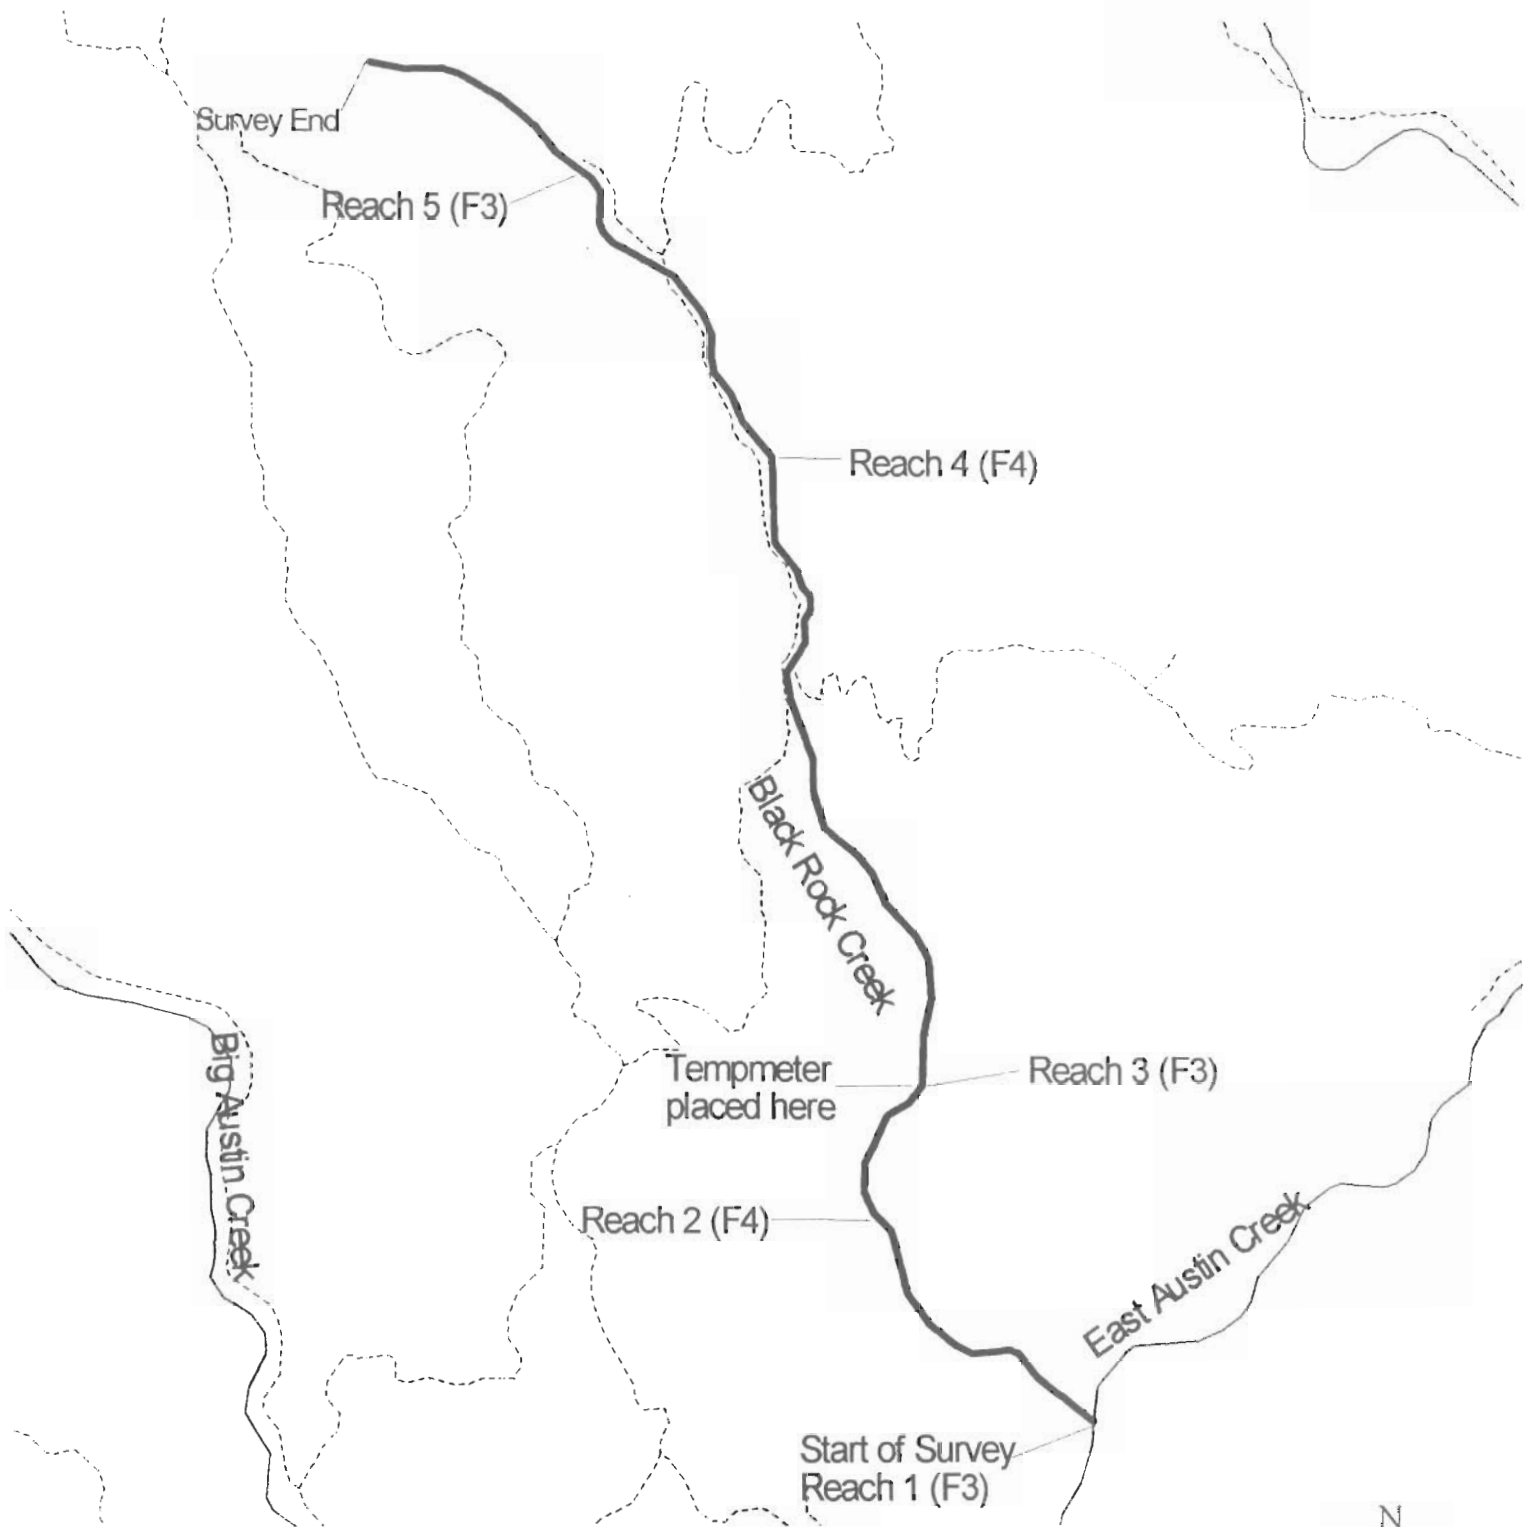 Survey End
Reach 5 (F3)
Reach 4 (F4)
Black Rock Creek
Big Austin Creek
Tempmeter
placed here
Reach 3 (F3)
Reach 2 (F4)
East Austin Creek
Start of Survey
Reach 1 (F3)
N